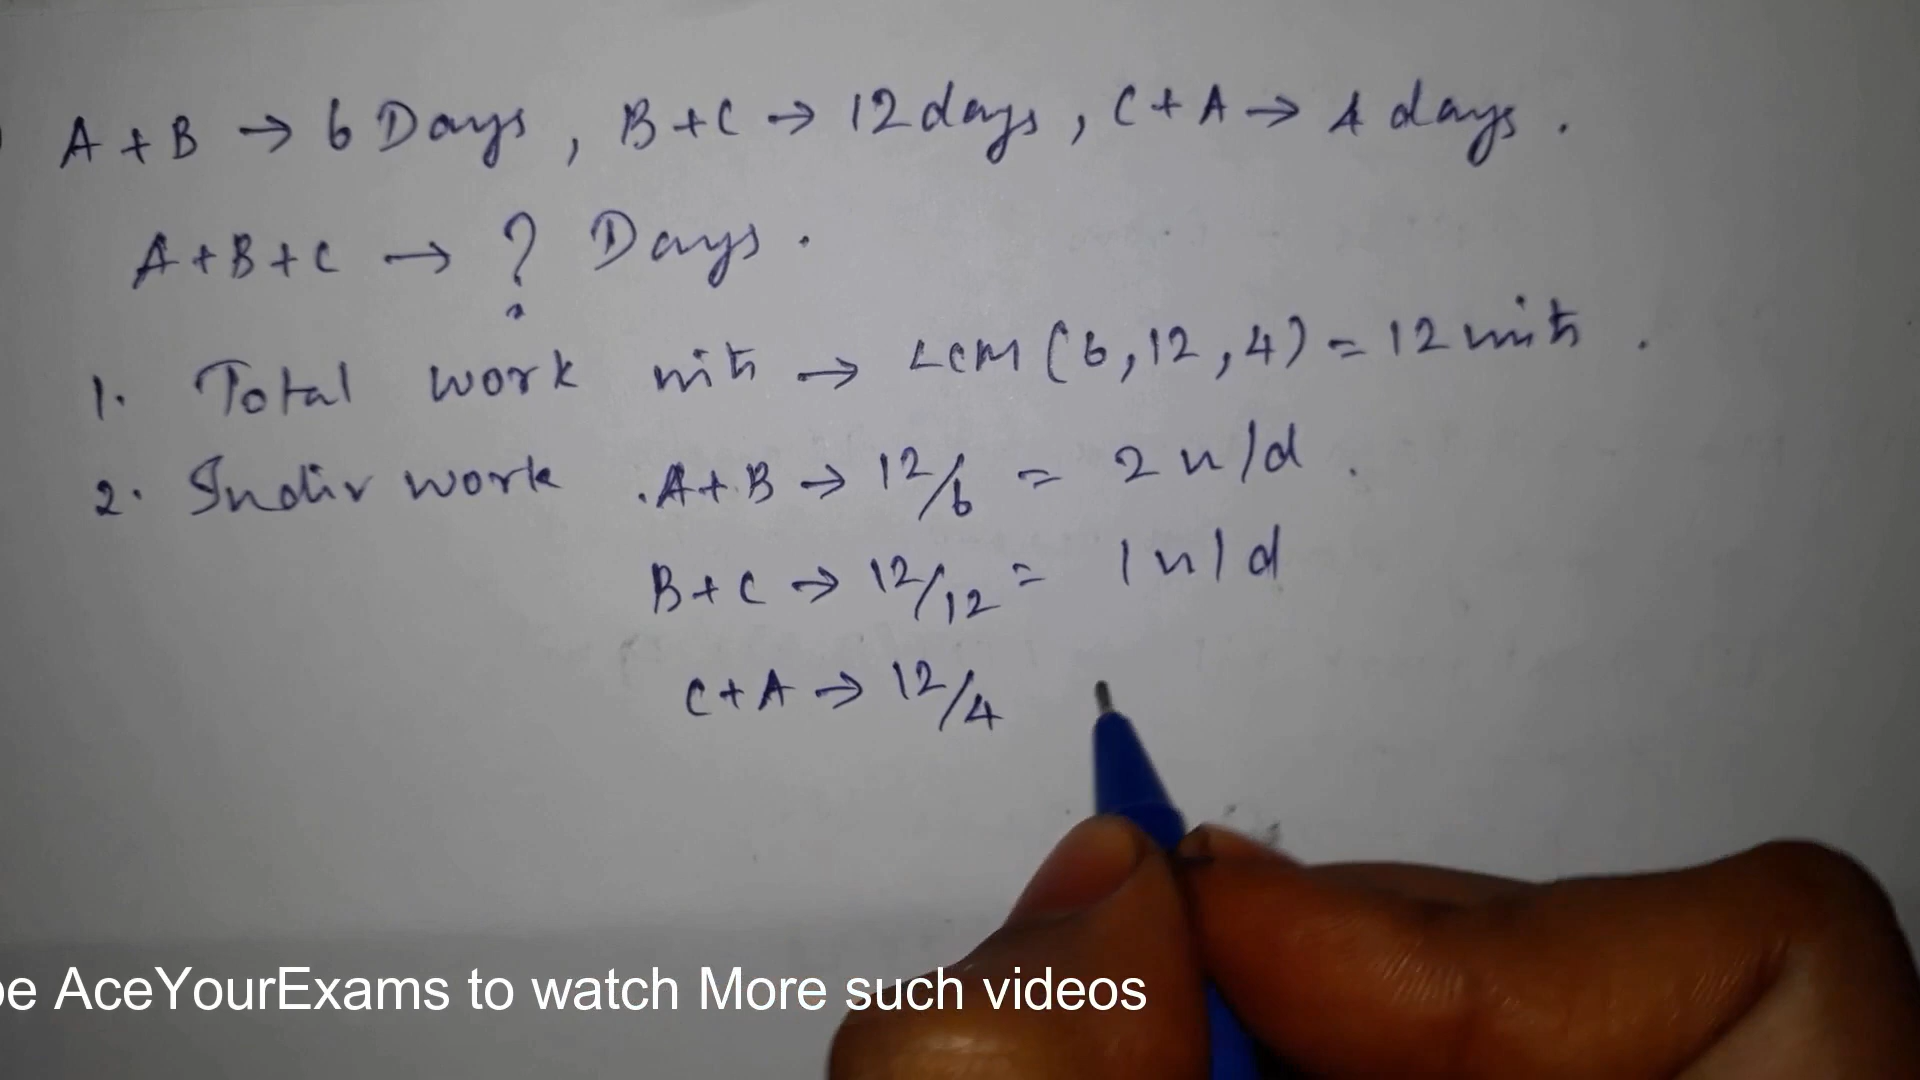 A + B → 6 Days, B + C → 12 days, C + A → 4 days.
A + B + C → ? Days.
1. Total work units → LCM (6, 12, 4) = 12 units.
2. Indiv work .A + B → 12/6 = 2 u/d.
B + C → 12/12 = 1 u/d
C + A → 12/4
be AceYourExams to watch More such videos